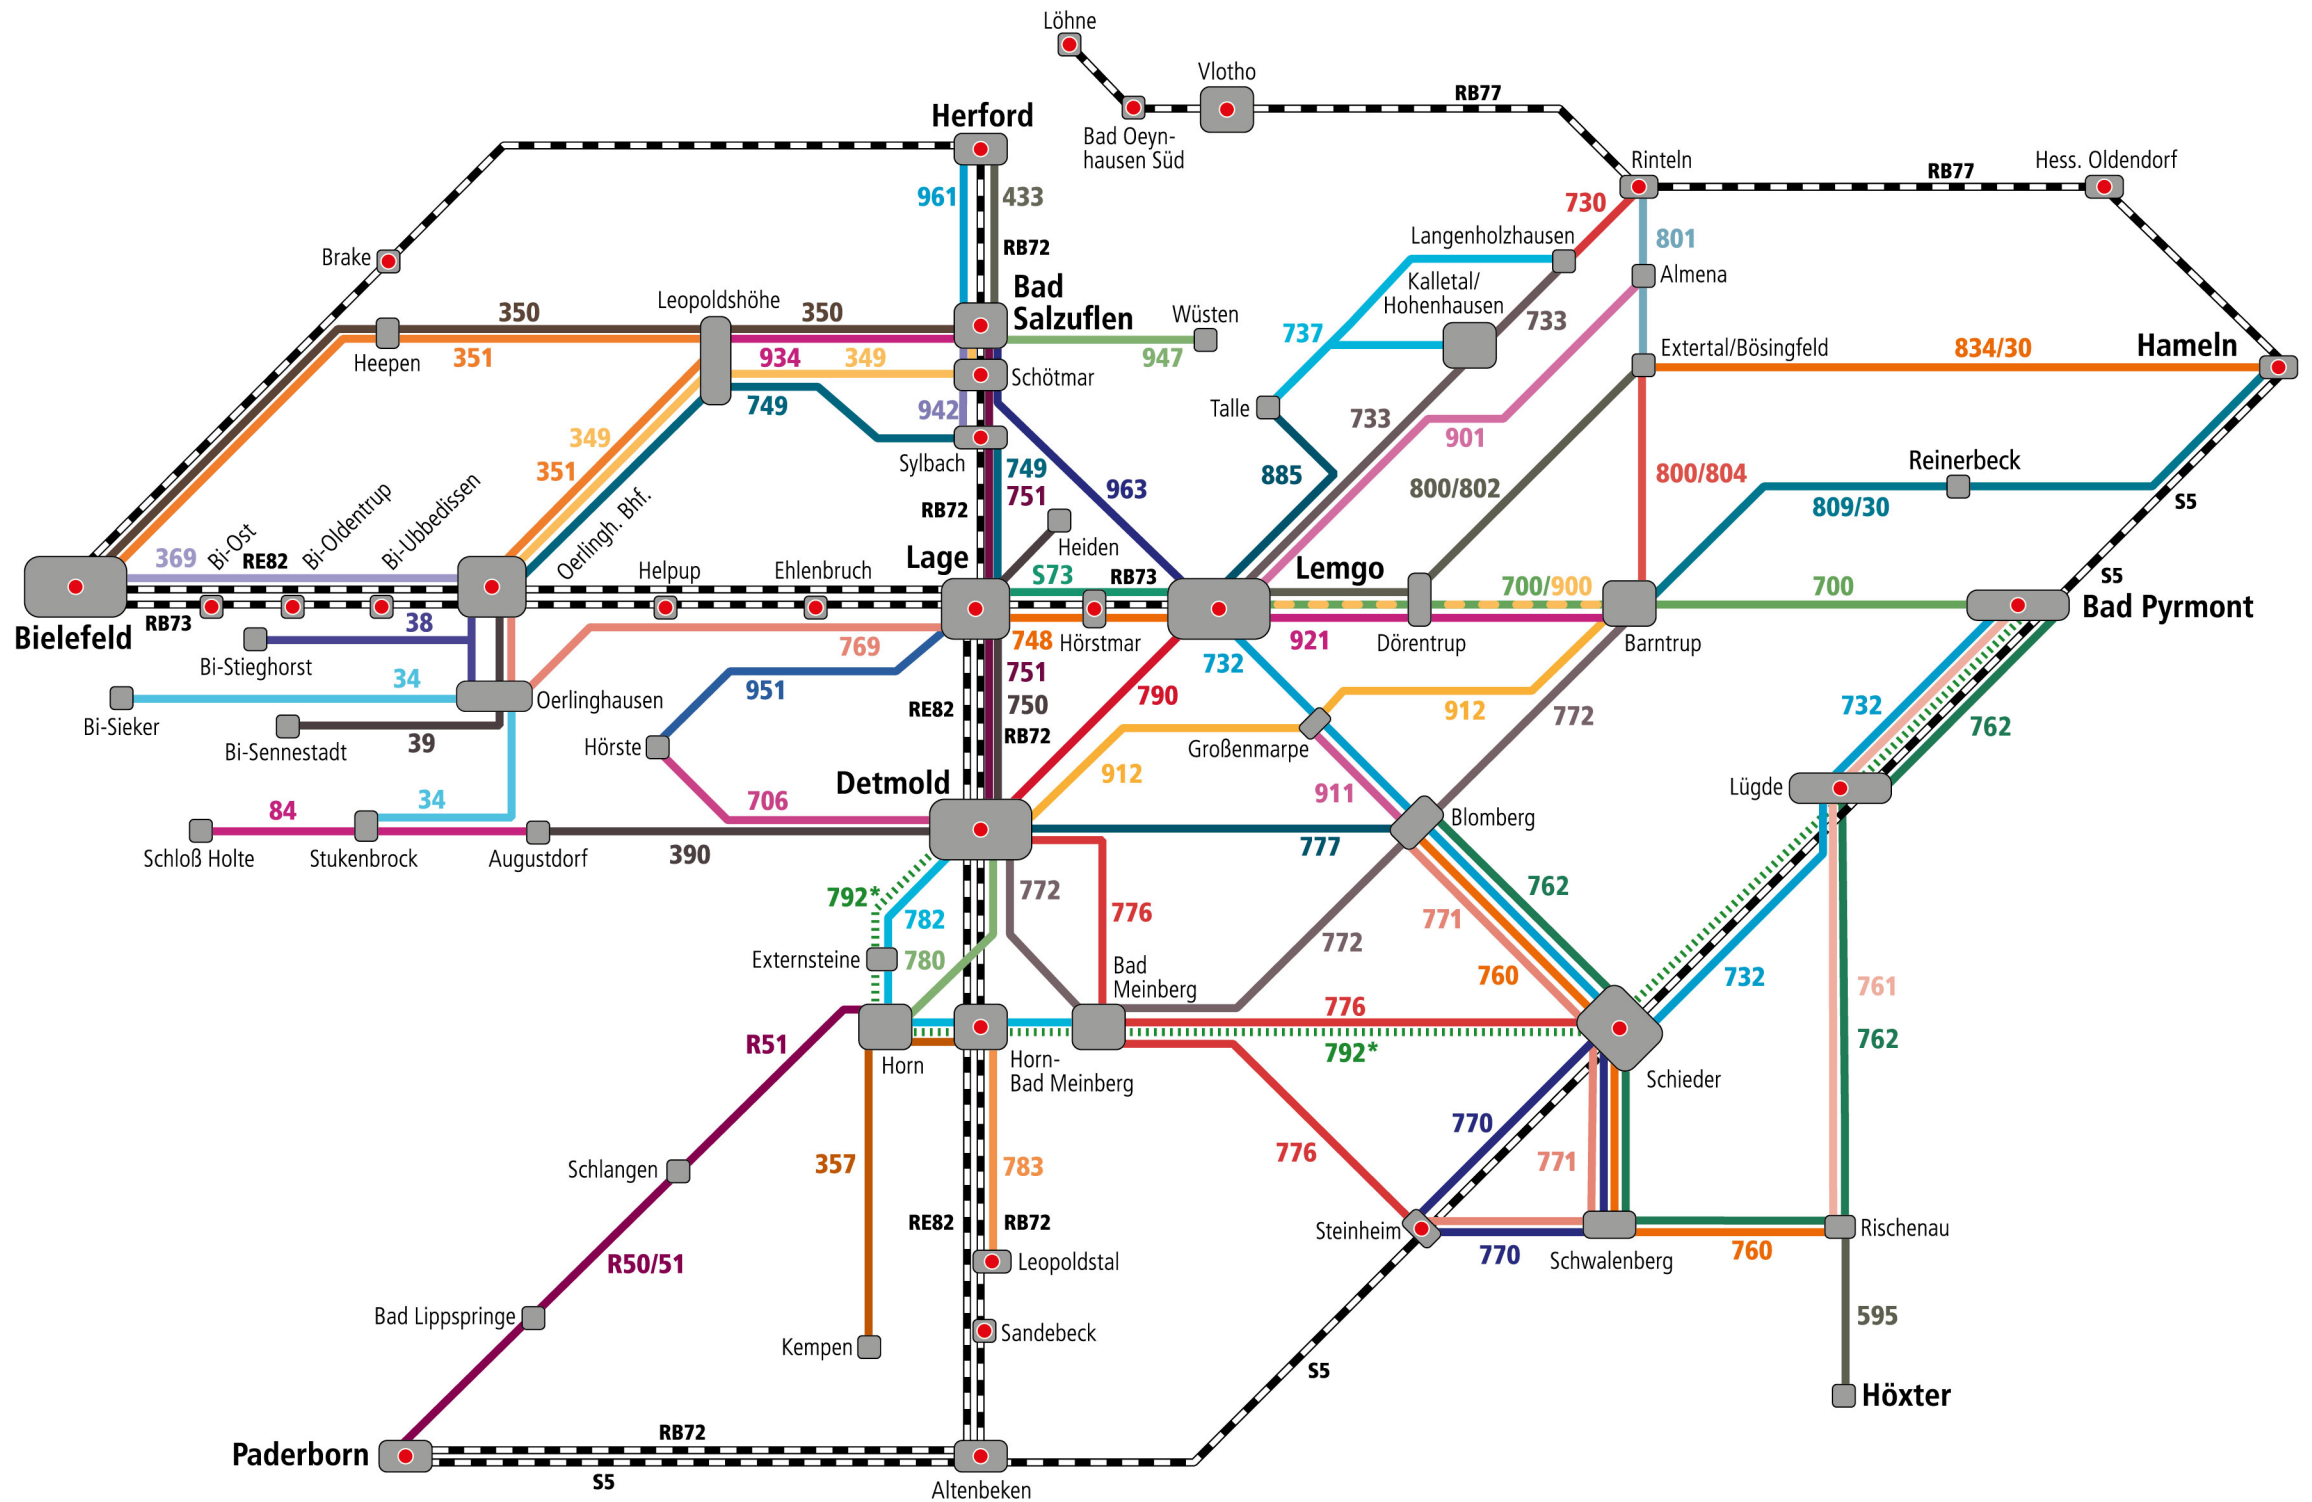 Löhne
Vlotho
RB77
Bad Oeyn-
hausen Süd
Herford
Rinteln
Hess. Oldendorf
RB77
961
433
730
801
Langenholzhausen
RB72
Brake
Almena
Kalletal/
Hohenhausen
Bad
Salzuflen
Leopoldshöhe
350
350
Wüsten
733
737
Extertal/Bösingfeld
834/30
Hameln
Heepen
351
934
349
947
Schötmar
749
942
Talle
733
901
349
351
Sylbach
749
751
885
963
800/802
800/804
Reinerbeck
809/30
S5
RB72
Bi-Ost
Bi-Oldentrup
Bi-Ubbedissen
Oerlingh. Bhf.
369
RE82
Heiden
Lage
Helpup
Ehlenbruch
S73
RB73
Lemgo
700/900
700
S5
Bad Pyrmont
Bielefeld
RB73
38
748
Hörstmar
921
Dörentrup
Barntrup
Bi-Stieghorst
769
751
732
34
951
790
Oerlinghausen
750
RE82
RB72
912
772
732
762
Bi-Sieker
Bi-Sennestadt
39
Hörste
Großenmarpe
912
911
Detmold
Lügde
84
34
706
Blomberg
Schloß Holte
Stukenbrock
Augustdorf
390
777
792*
782
772
776
771
762
772
Externsteine
780
Bad
Meinberg
760
732
761
776
R51
792*
762
Horn
Horn-
Bad Meinberg
Schieder
770
776
771
Schlangen
357
783
RE82
RB72
Steinheim
770
Schwalenberg
760
Rischenau
R50/51
Leopoldstal
Bad Lippspringe
Sandebeck
595
Kempen
S5
Höxter
Paderborn
RB72
S5
Altenbeken